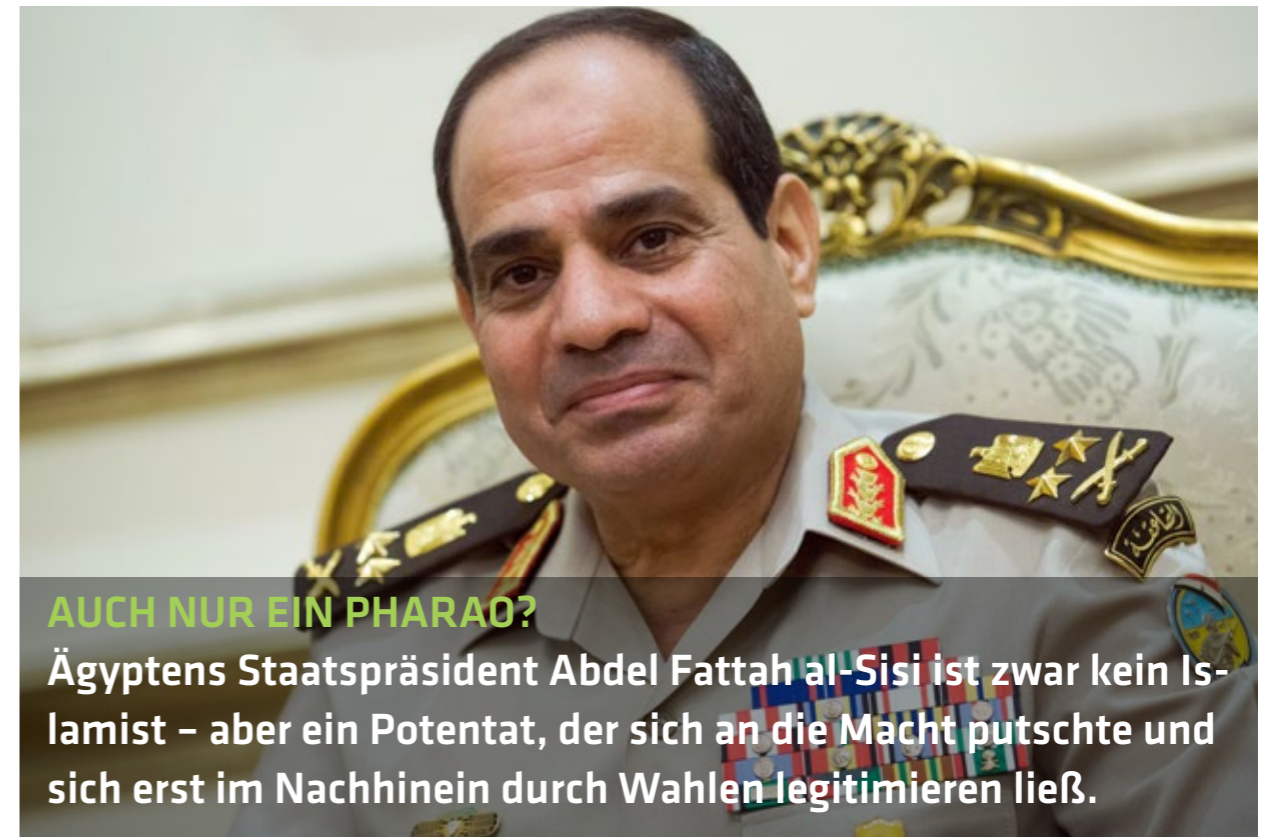 القائمة
AUCH NUR EIN PHARAO?
Ägyptens Staatspräsident Abdel Fattah al-Sisi ist zwar kein Is-
lamist – aber ein Potentat, der sich an die Macht putschte und
sich erst im Nachhinein durch Wahlen legitimieren ließ.